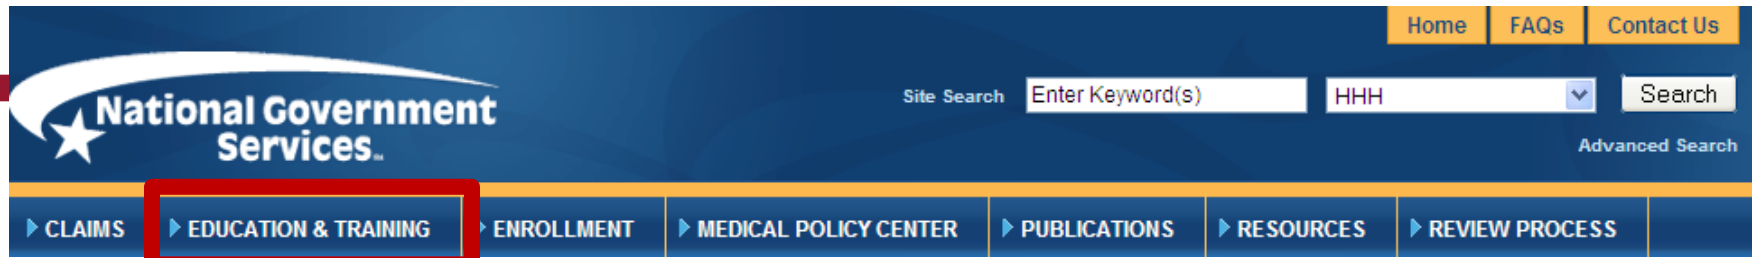 Home FAQs Contact Us
National Government
Services
Site Search Enter Keyword(s) HHH Search
Advanced Search
CLAIMS EDUCATION & TRAINING ENROLLMENT MEDICAL POLICY CENTER PUBLICATIONS RESOURCES REVIEW PROCESS